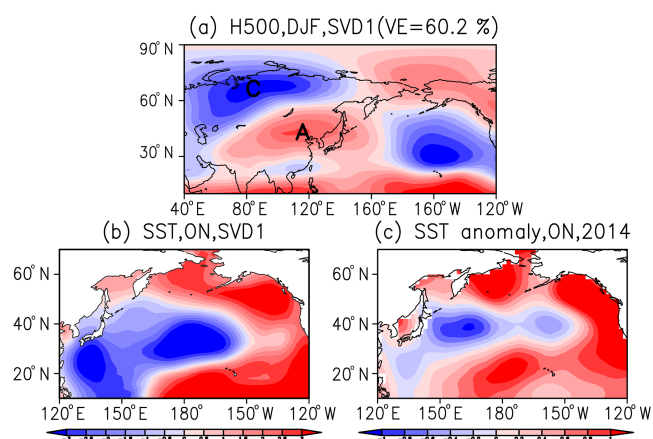 (a) H500,DJF,SVD1(VE=60.2 %)
90°N
60°N
30°N
C
A
40°E 80°E 120°E 160°E 160°W 120°W
(b) SST,ON,SVD1
(c) SST anomaly,ON,2014
60°N
40°N
20°N
120°E 150°E 180° 150°W 120°W
60°N
40°N
20°N
120°E 150°E 180° 150°W 120°W